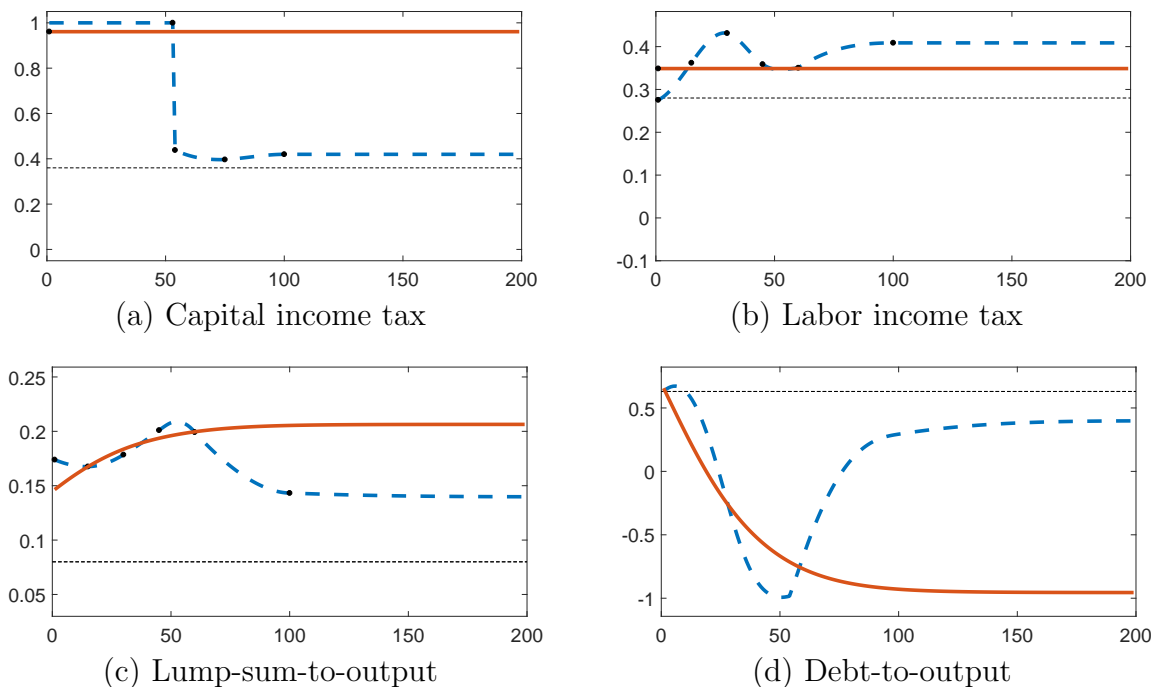 1
0.8
0.6
0.4
0.2
0
0 50 100 150 200
(a) Capital income tax
0.4
0.3
0.2
0.1
0
-0.1
0 50 100 150 200
(b) Labor income tax
0.25
0.2
0.15
0.1
0.05
0 50 100 150 200
(c) Lump-sum-to-output
0.5
0
-0.5
-1
0 50 100 150 200
(d) Debt-to-output